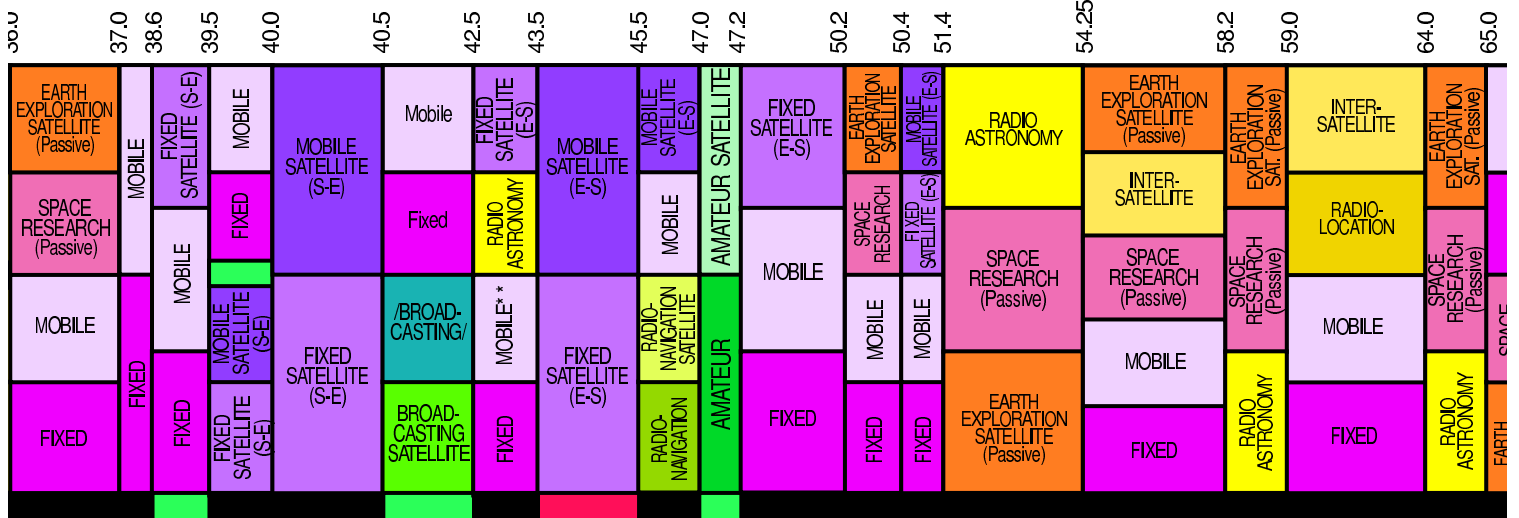 36.0
37.0
38.6
39.5
40.0
40.5
42.5
43.5
45.5
47.0
47.2
50.2
50.4
51.4
54.25
58.2
59.0
64.0
65.0
EARTH
EXPLORATION
SATELLITE
(Passive)
SPACE
RESEARCH
(Passive)
MOBILE
FIXED
MOBILE
FIXED
FIXED
SATELLITE (S-E)
MOBILE
FIXED
MOBILE
FIXED
MOBILE
SATELLITE
(S-E)
FIXED
SATELLITE
(S-E)
MOBILE
SATELLITE
(S-E)
FIXED
SATELLITE
(S-E)
Mobile
Fixed
/BROAD-
CASTING/
BROAD-
CASTING
SATELLITE
FIXED
SATELLITE
(E-S)
RADIO
ASTRONOMY
MOBILE* *
FIXED
MOBILE
SATELLITE
(E-S)
FIXED
SATELLITE
(E-S)
MOBILE
SATELLITE
(E-S)
MOBILE
RADIO-
NAVIGATION
SATELLITE
RADIO-
NAVIGATION
AMATEUR SATELLITE
AMATEUR
FIXED
SATELLITE
(E-S)
MOBILE
FIXED
EARTH
EXPLORATION
SATELLITE
SPACE
RESEARCH
MOBILE
FIXED
MOBILE
SATELLITE (E-S)
FIXED
SATELLITE (E-S)
MOBILE
FIXED
RADIO
ASTRONOMY
SPACE
RESEARCH
(Passive)
EARTH
EXPLORATION
SATELLITE
(Passive)
EARTH
EXPLORATION
SATELLITE
(Passive)
INTER-
SATELLITE
SPACE
RESEARCH
(Passive)
MOBILE
FIXED
EARTH
EXPLORATION
SAT. (Passive)
SPACE
RESEARCH
(Passive)
RADIO
ASTRONOMY
INTER-
SATELLITE
RADIO-
LOCATION
MOBILE
FIXED
EARTH
EXPLORATION
SAT. (Passive)
SPACE
RESEARCH
(Passive)
RADIO
ASTRONOMY
SPACE
EARTH